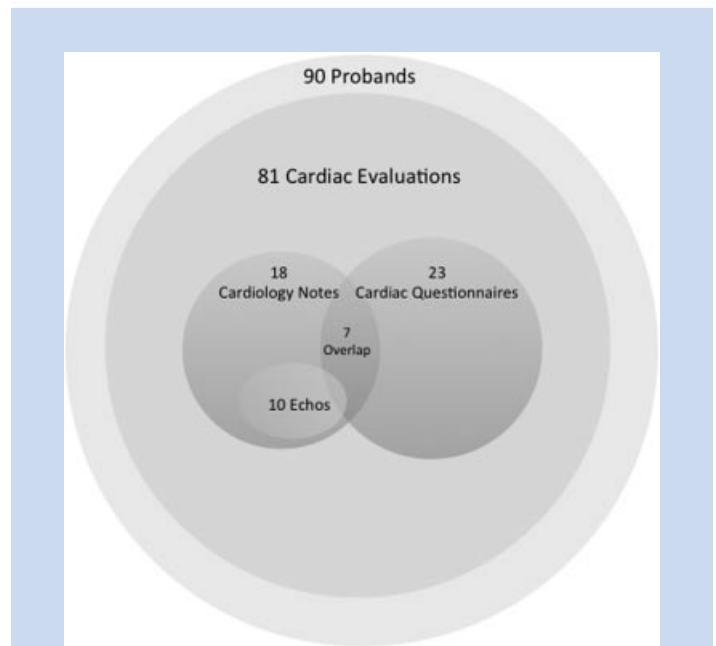 90 Probands
81 Cardiac Evaluations
18
Cardiology Notes
23
Cardiac Questionnaires
7
Overlap
10 Echos